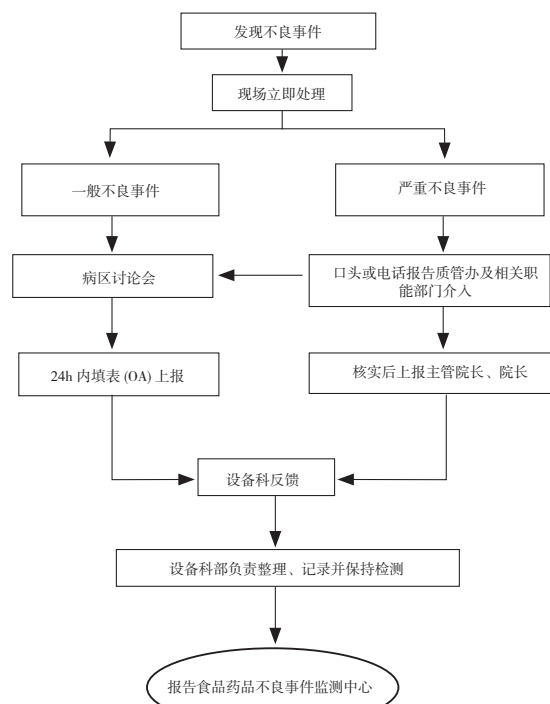 发现不良事件
现场立即处理
一般不良事件
严重不良事件
病区讨论会
口头或电话报告质管办及相关职
能部门介入
24h 内填表 (OA) 上报
核实后上报主管院长、院长
设备科反馈
设备科部负责整理、记录并保持检测
报告食品药品不良事件监测中心